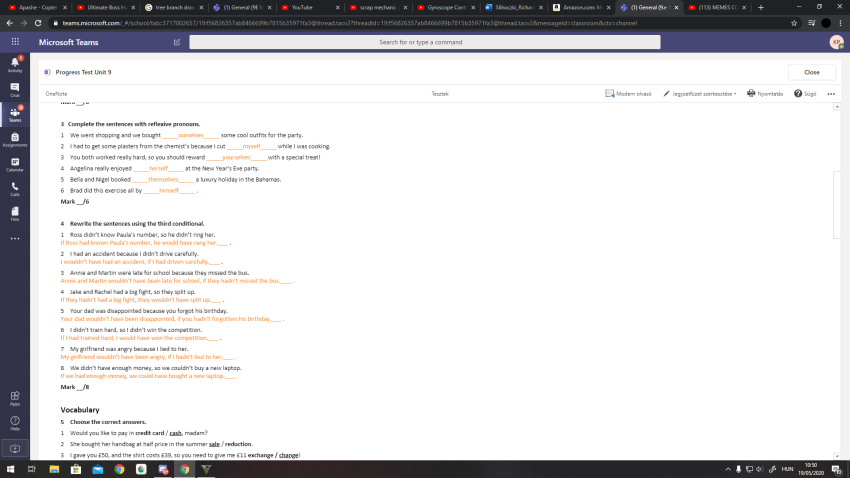 Apashe - Copter
Ultimate Boss Fi
tree branch dow
(1) General (9E M
YouTube
scrap mechanic
Gyroscope Cont
Slihoczki_Richard
Amazon.com: M
(1) General (9.e
(113) MEMES CO
teams.microsoft.com/_#/school/tab::3717002657/19:f56826357ab8466699b7815b35971fa3@thread.tacv2?threadId=19:f56826357ab8466699b7815b35971fa3@thread.tacv2&messageId=classroom&ctx=channel
Microsoft Teams
Search for or type a command
KP
Activity
Chat
Teams
Assignments
Calendar
Calls
Files
Apps
Help
Progress Test Unit 9
Close
OneNote
Tesztek
Modern olvasó
Jegyzetfüzet szerkesztése
Nyomtatás
Súgó
3 Complete the sentences with reflexive pronouns.
1 We went shopping and we bought _____ourselves_____ some cool outfits for the party.
2 I had to get some plasters from the chemist's because I cut _____myself_____ while I was cooking.
3 You both worked really hard, so you should reward _____yourselves_____ with a special treat!
4 Angelina really enjoyed _____herself_____ at the New Year's Eve party.
5 Bella and Nigel booked _____themselves_____ a luxury holiday in the Bahamas.
6 Brad did this exercise all by _____himself_____ .
Mark __/6
4 Rewrite the sentences using the third conditional.
1 Ross didn't know Paula's number, so he didn't ring her.
If Ross had known Paula's number, he would have rang her.___ .
2 I had an accident because I didn't drive carefully.
I wouldn't have had an accident, if I had driven carefully.___ .
3 Annie and Martin were late for school because they missed the bus.
Annie and Martin wouldn't have been late for school, if they hadn't missed the bus.___ .
4 Jake and Rachel had a big fight, so they split up.
If they hadn't had a big fight, they wouldn't have split up.___ .
5 Your dad was disappointed because you forgot his birthday.
Your dad wouldn't have been disappointed, if you hadn't forgotten his birthday.___ .
6 I didn't train hard, so I didn't win the competition.
If I had trained hard, I would have won the competition.___ .
7 My girlfriend was angry because I lied to her.
My girlfriend wouldn't have been angry, if I hadn't lied to her.___ .
8 We didn't have enough money, so we couldn't buy a new laptop.
If we had had enough money, we could have bought a new laptop.___ .
Mark __/8
Vocabulary
5 Choose the correct answers.
1 Would you like to pay in credit card / cash, madam?
2 She bought her handbag at half price in the summer sale / reduction.
3 I gave you £50, and the shirt costs £39, so you need to give me £11 exchange / change!
HUN
10:50
19/05/2020